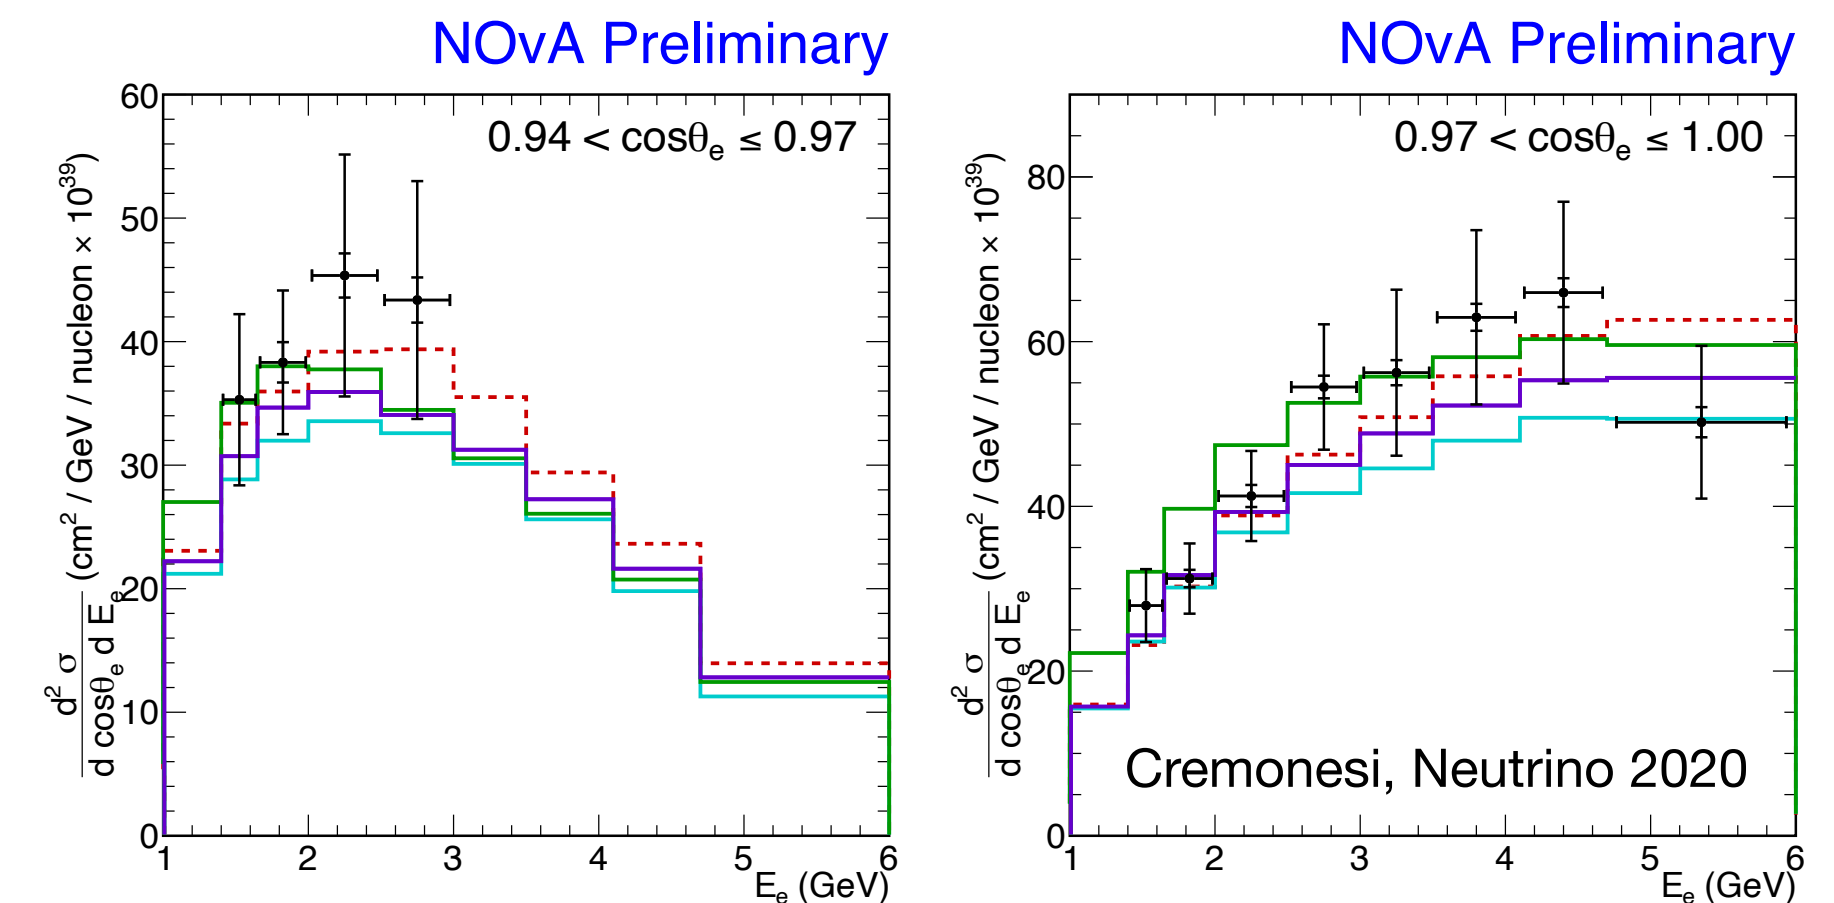 NOvA Preliminary
0.94 < cosθₑ ≤ 0.97
d² σ / d cosθₑ d Eₑ (cm² / GeV / nucleon × 10³⁹)
60
50
40
30
20
10
0
1 2 3 4 5 6
Eₑ (GeV)
NOvA Preliminary
0.97 < cosθₑ ≤ 1.00
d² σ / d cosθₑ d Eₑ (cm² / GeV / nucleon × 10³⁹)
80
60
40
20
0
Cremonesi, Neutrino 2020
1 2 3 4 5 6
Eₑ (GeV)